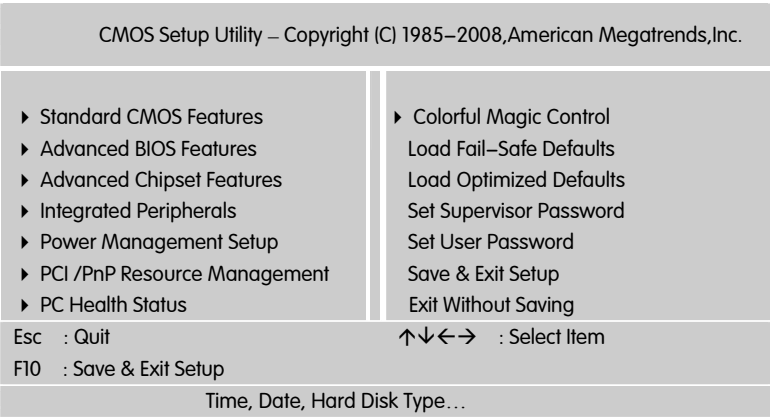 CMOS Setup Utility – Copyright (C) 1985–2008,American Megatrends,Inc.
Standard CMOS Features
Advanced BIOS Features
Advanced Chipset Features
Integrated Peripherals
Power Management Setup
PCI /PnP Resource Management
PC Health Status
Colorful Magic Control
Load Fail–Safe Defaults
Load Optimized Defaults
Set Supervisor Password
Set User Password
Save & Exit Setup
Exit Without Saving
Esc : Quit
↑↓←→ : Select Item
F10 : Save & Exit Setup
Time, Date, Hard Disk Type…